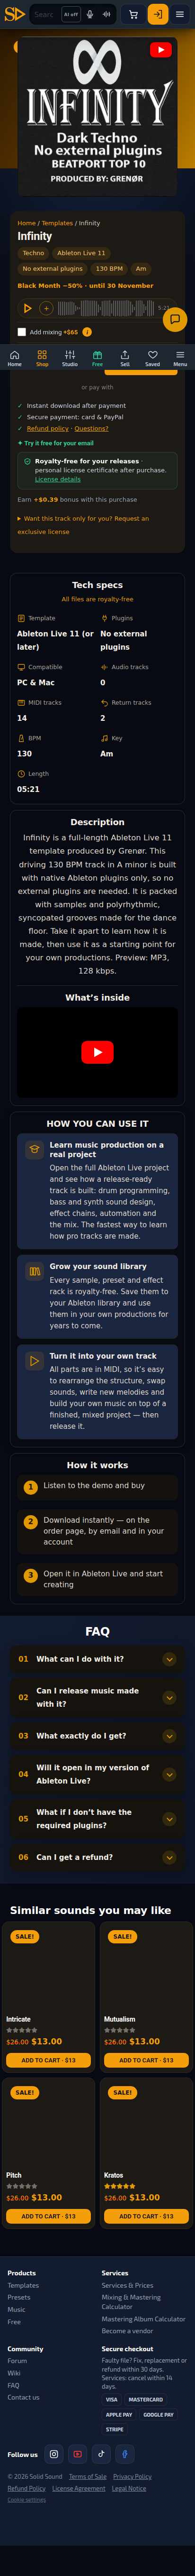 SD
Searc
AI off
INFINITY
Dark Techno
No external plugins
BEATPORT 10
PRODUCED BY: GRENØR
Home / Templates / Infinity
Infinity
Techno
Ableton Live 11
No external plugins
130 BPM
Am
Black Month −50% · until 30 November
5:21
Add mixing +$65
i
Home
Shop
Studio
Free
Sell
Saved
Menu
or pay with
✓ Instant download after payment
✓ Secure payment: card & PayPal
✓ Refund policy · Questions?
✦ Try it free for your email
Royalty-free for your releases ·
personal license certificate after purchase.
License details
Earn +$0.39 bonus with this purchase
Want this track only for you? Request an
exclusive license
Tech specs
All files are royalty-free
Template
Ableton Live 11 (or
later)
Plugins
No external
plugins
Compatible
PC & Mac
Audio tracks
0
MIDI tracks
14
Return tracks
2
BPM
130
Key
Am
Length
05:21
Description
Infinity is a full-length Ableton Live 11
template produced by Grenør. This
driving 130 BPM track in A minor is built
with native Ableton plugins only, so no
external plugins are needed. It is packed
with samples and polyrhythmic,
syncopated grooves made for the dance
floor. Take it apart to learn how it is
made, then use it as a starting point for
your own productions. Preview: MP3,
128 kbps.
What's inside
HOW YOU CAN USE IT
Learn music production on a
real project
Open the full Ableton Live project
and see how a release-ready
track is built: drum programming,
bass and synth sound design,
effect chains, automation and
the mix. The fastest way to learn
how pro tracks are made.
Grow your sound library
Every sample, preset and effect
rack is royalty-free. Save them to
your Ableton library and use
them in your own productions for
years to come.
Turn it into your own track
All parts are in MIDI, so it's easy
to rearrange the structure, swap
sounds, write new melodies and
build your own music on top of a
finished, mixed project — then
release it.
How it works
1 Listen to the demo and buy
2 Download instantly — on the
order page, by email and in your
account
3 Open it in Ableton Live and start
creating
FAQ
01 What can I do with it?
02 Can I release music made
with it?
03 What exactly do I get?
04 Will it open in my version of
Ableton Live?
05 What if I don't have the
required plugins?
06 Can I get a refund?
Similar sounds you may like
SALE!
Intricate
$26.00 $13.00
ADD TO CART · $13
SALE!
Mutualism
$26.00 $13.00
ADD TO CART · $13
SALE!
Pitch
$26.00 $13.00
ADD TO CART · $13
SALE!
Kratos
$26.00 $13.00
ADD TO CART · $13
Products
Templates
Presets
Music
Free
Services
Services & Prices
Mixing & Mastering
Calculator
Mastering Album Calculator
Become a vendor
Community
Forum
Wiki
FAQ
Contact us
Secure checkout
Faulty file? Fix, replacement or
refund within 30 days.
Services: cancel within 14
days.
VISA
MASTERCARD
APPLE PAY
GOOGLE PAY
STRIPE
Follow us
© 2026 Solid Sound
Terms of Sale
Privacy Policy
Refund Policy
License Agreement
Legal Notice
Cookie settings